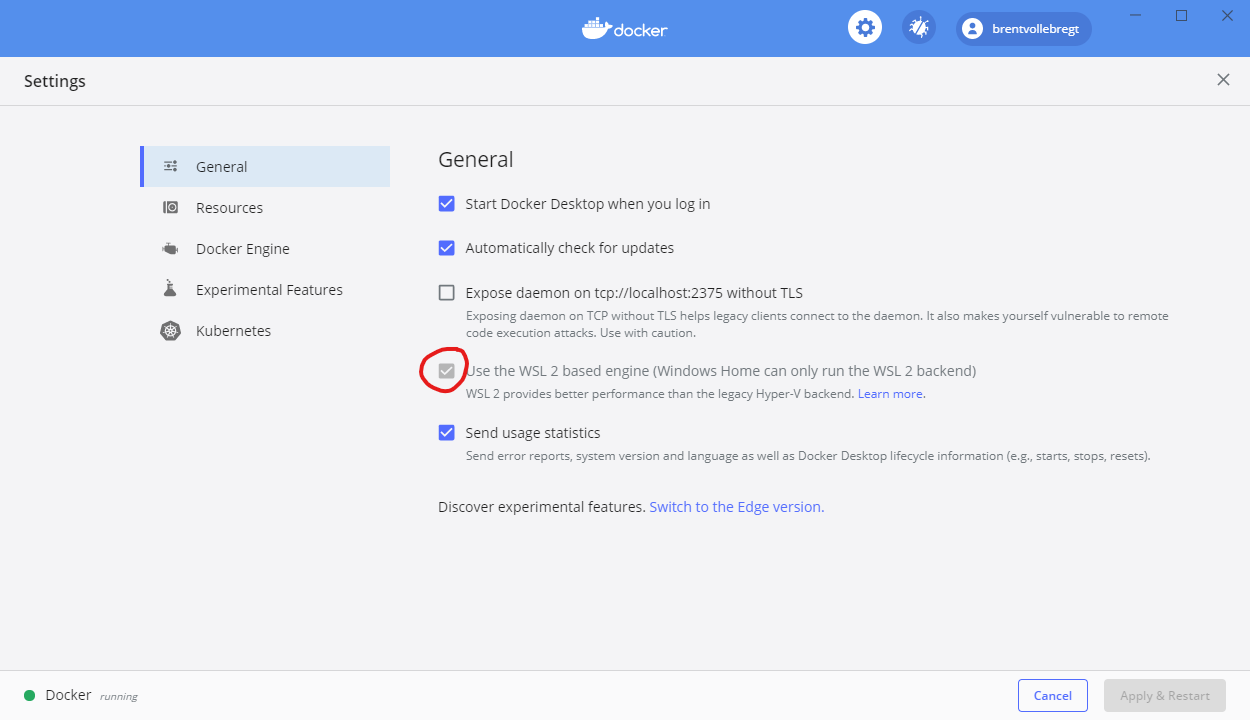 docker
brentvollebregt
Settings
General
Resources
Docker Engine
Experimental Features
Kubernetes
General
Start Docker Desktop when you log in
Automatically check for updates
Expose daemon on tcp://localhost:2375 without TLS
Exposing daemon on TCP without TLS helps legacy clients connect to the daemon. It also makes yourself vulnerable to remote
code execution attacks. Use with caution.
Use the WSL 2 based engine (Windows Home can only run the WSL 2 backend)
WSL 2 provides better performance than the legacy Hyper-V backend. Learn more.
Send usage statistics
Send error reports, system version and language as well as Docker Desktop lifecycle information (e.g., starts, stops, resets).
Discover experimental features. Switch to the Edge version.
Docker running
Cancel
Apply & Restart